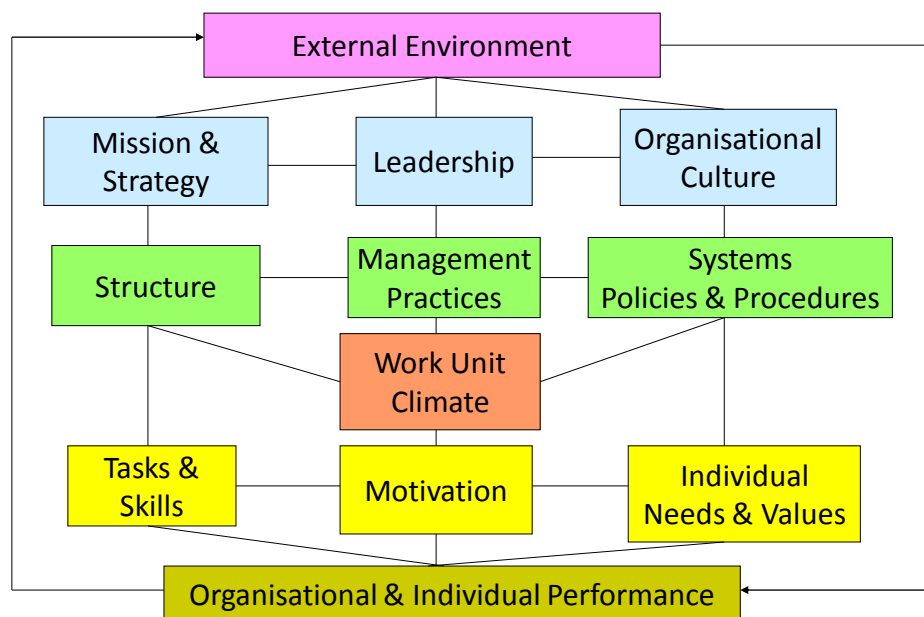 External Environment
Mission &
Strategy
Leadership
Organisational
Culture
Structure
Management
Practices
Systems
Policies & Procedures
Work Unit
Climate
Tasks &
Skills
Motivation
Individual
Needs & Values
Organisational & Individual Performance